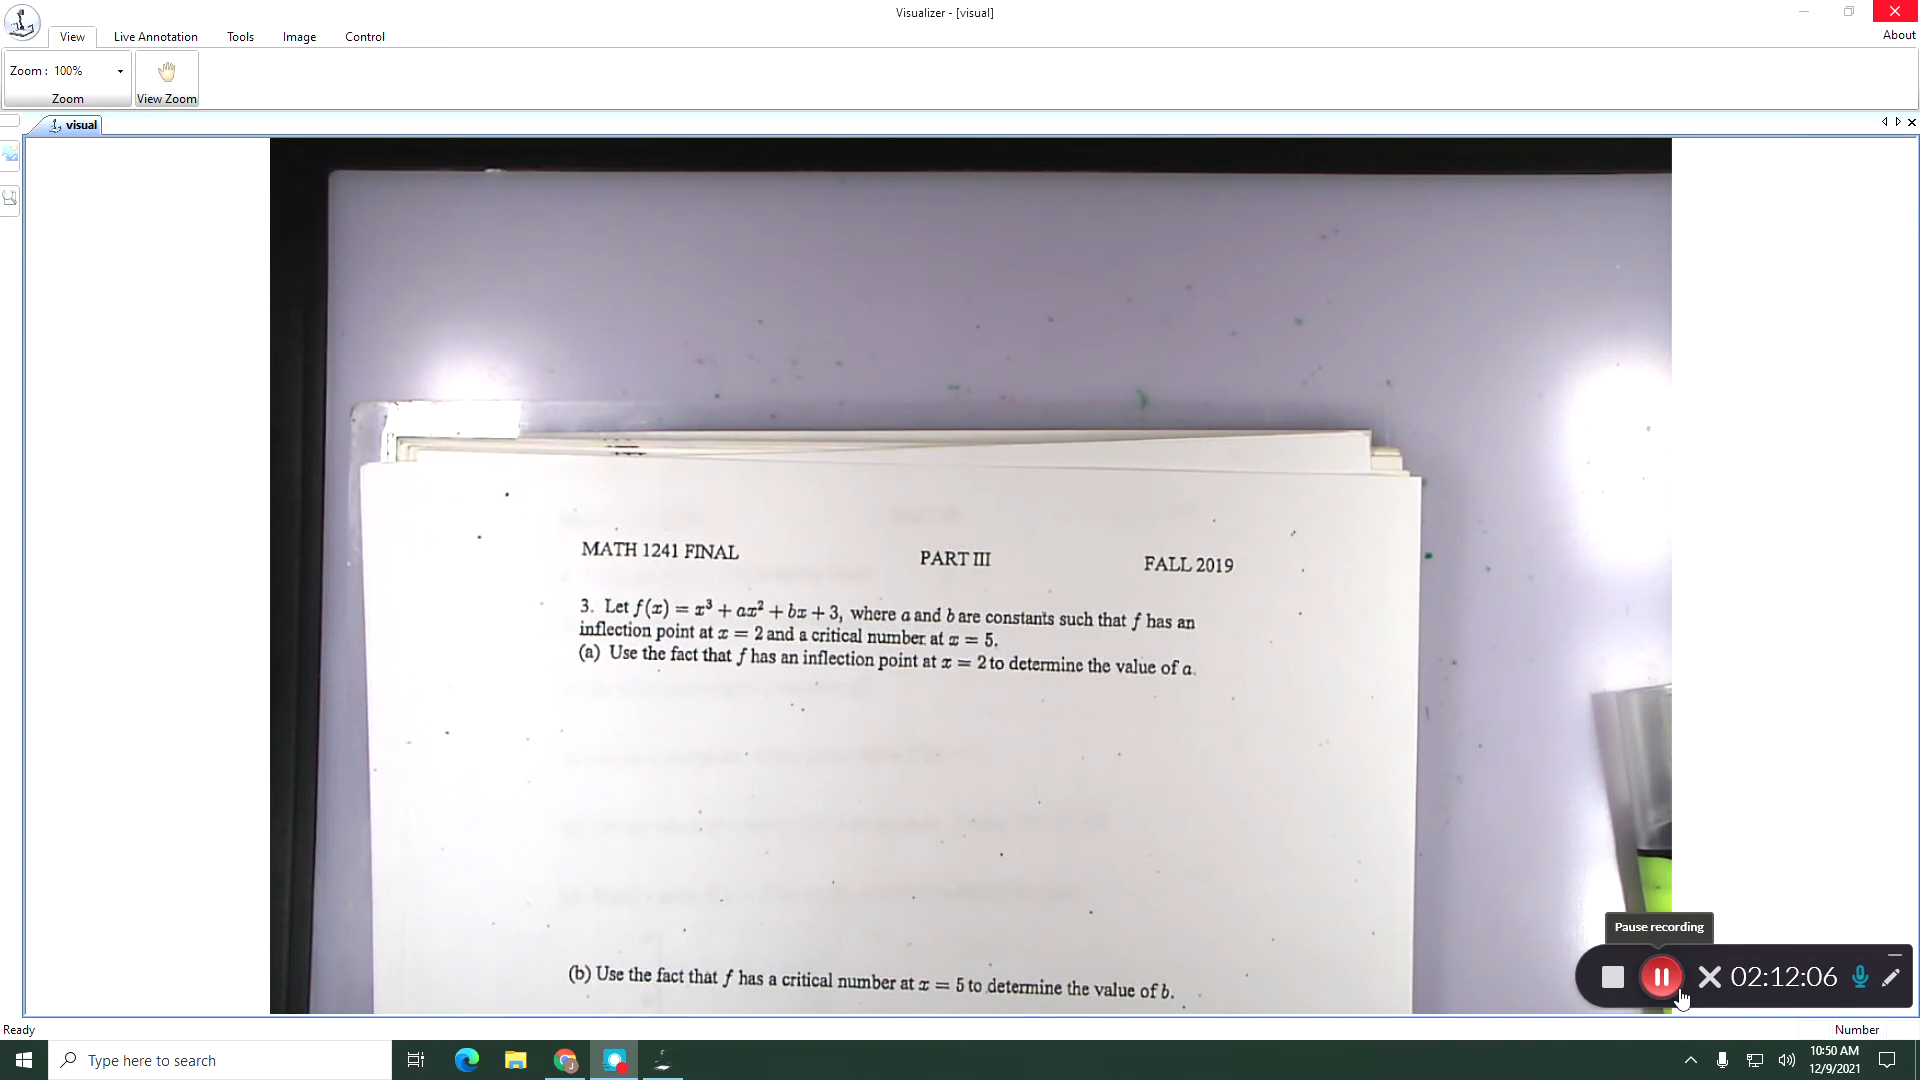 Visualizer - [visual]
View Live Annotation Tools Image Control About
Zoom : 100%
Zoom View Zoom
visual
MATH 1241 FINAL PART III FALL 2019
3. Let f(x) = x³ + ax² + bx + 3, where a and b are constants such that f has an
inflection point at x = 2 and a critical number at x = 5.
(a) Use the fact that f has an inflection point at x = 2 to determine the value of a.
(b) Use the fact that f has a critical number at x = 5 to determine the value of b.
Pause recording
02:12:06
Ready Number
Type here to search
10:50 AM
12/9/2021